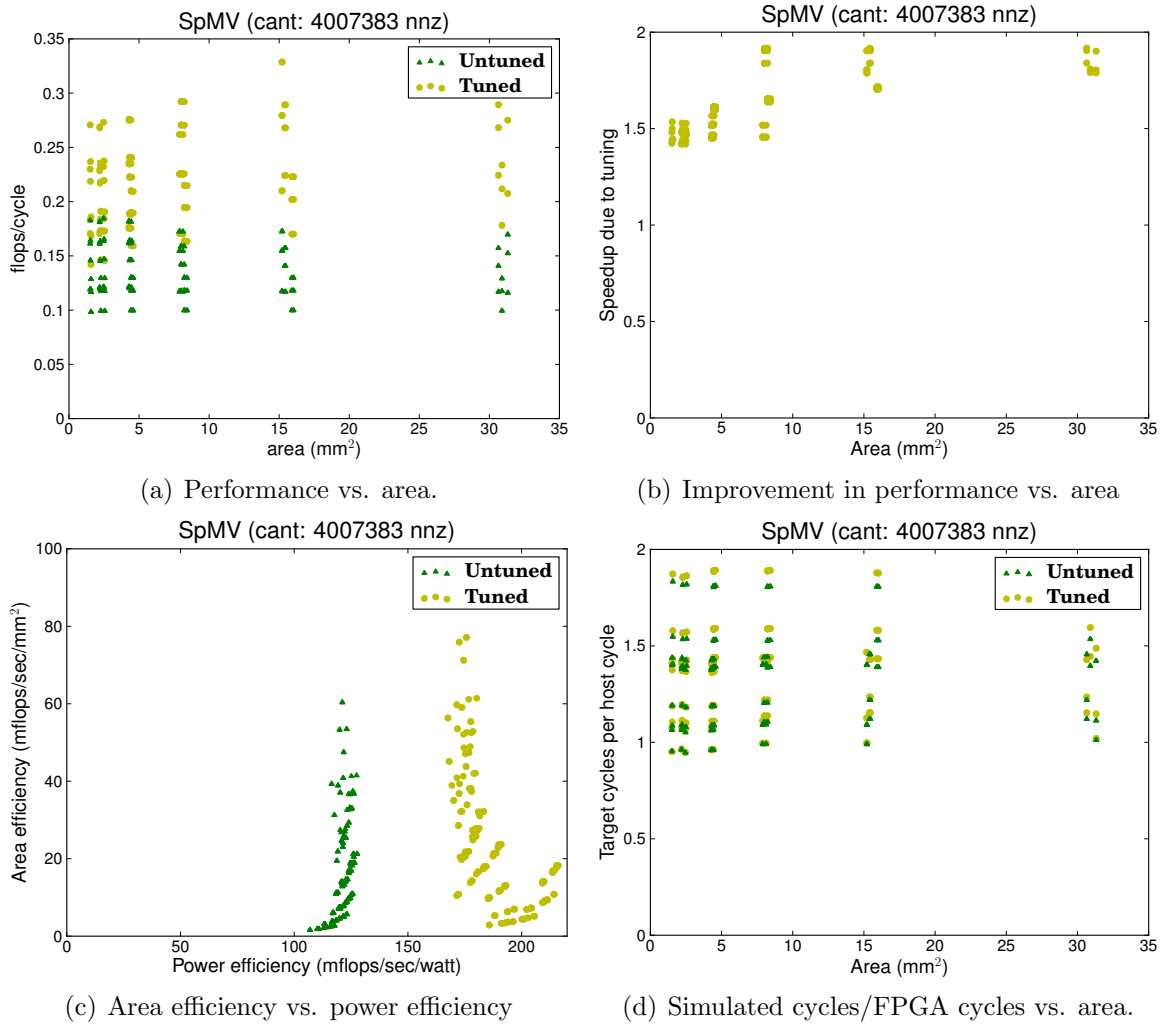 SpMV (cant: 4007383 nnz)
0.35
0.3
0.25
0.2
0.15
0.1
0.05
0
flops/cycle
Untuned
Tuned
0 5 10 15 20 25 30 35
area (mm²)
(a) Performance vs. area.
SpMV (cant: 4007383 nnz)
2
1.5
1
0.5
0
Speedup due to tuning
0 5 10 15 20 25 30 35
Area (mm²)
(b) Improvement in performance vs. area
SpMV (cant: 4007383 nnz)
100
80
60
40
20
0
Area efficiency (mflops/sec/mm²)
Untuned
Tuned
0 50 100 150 200
Power efficiency (mflops/sec/watt)
(c) Area efficiency vs. power efficiency
SpMV (cant: 4007383 nnz)
2
1.5
1
0.5
0
Target cycles per host cycle
Untuned
Tuned
0 5 10 15 20 25 30 35
Area (mm²)
(d) Simulated cycles/FPGA cycles vs. area.